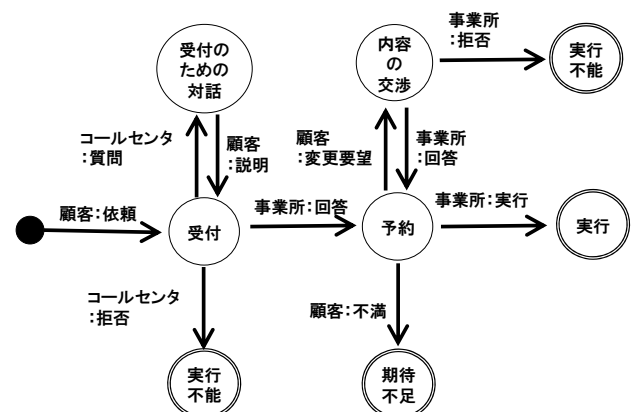 受付の
ための
対話
内容
の
交渉
事業所
:拒否
実行
不能
コールセンタ
:質問
顧客
:説明
顧客
:変更要望
事業所
:回答
顧客:依頼
受付
事業所:回答
予約
事業所:実行
実行
コールセンタ
:拒否
顧客:不満
実行
不能
期待
不足